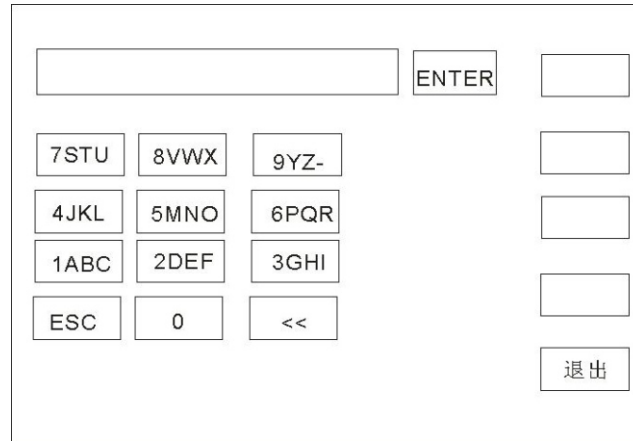 ENTER
7STU 8VWX 9YZ-
4JKL 5MNO 6PQR
1ABC 2DEF 3GHI
ESC 0 <<
退出